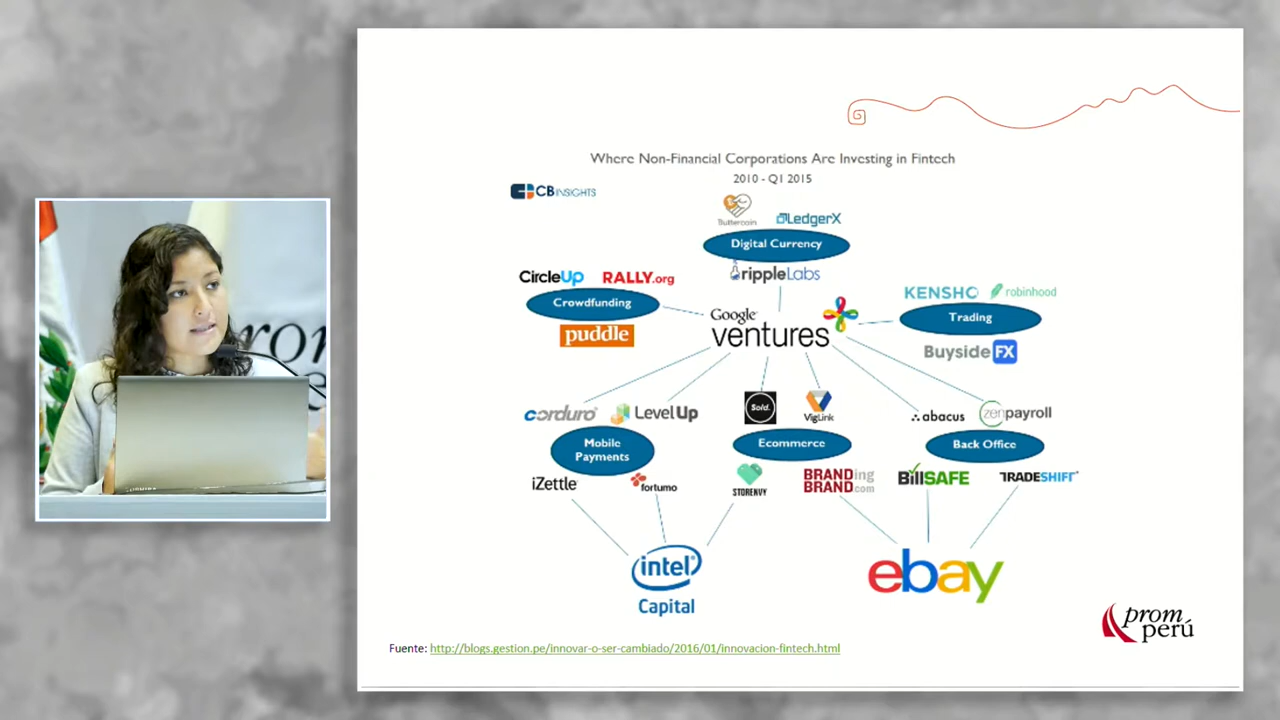 Where Non-Financial Corporations Are Investing in Fintech
2010 - Q1 2015
CBINSIGHTS
Buttercoin
LedgerX
Digital Currency
rippleLabs
CircleUp
RALLY.org
Crowdfunding
puddle
KENSHO
robinhood
Trading
Buyside FX
Google
ventures
corduro
LevelUp
Mobile
Payments
iZettle
fortumo
Sold.
VigLink
Ecommerce
STORENVY
BRANDing
BRAND.com
abacus
zenpayroll
Back Office
BillSAFE
TRADESHIFT
intel
Capital
ebay
prom
perú
Fuente: http://blogs.gestion.pe/innovar-o-ser-cambiado/2016/01/innovacion-fintech.html